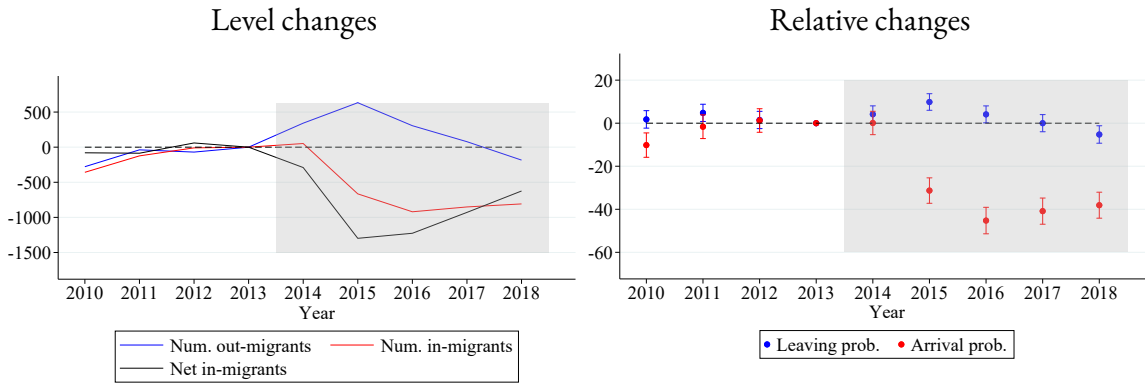 Level changes
500
0
-500
-1000
-1500
2010 2011 2012 2013 2014 2015 2016 2017 2018
Year
Num. out-migrants Num. in-migrants
Net in-migrants
Relative changes
20
0
-20
-40
-60
2010 2011 2012 2013 2014 2015 2016 2017 2018
Year
Leaving prob. Arrival prob.